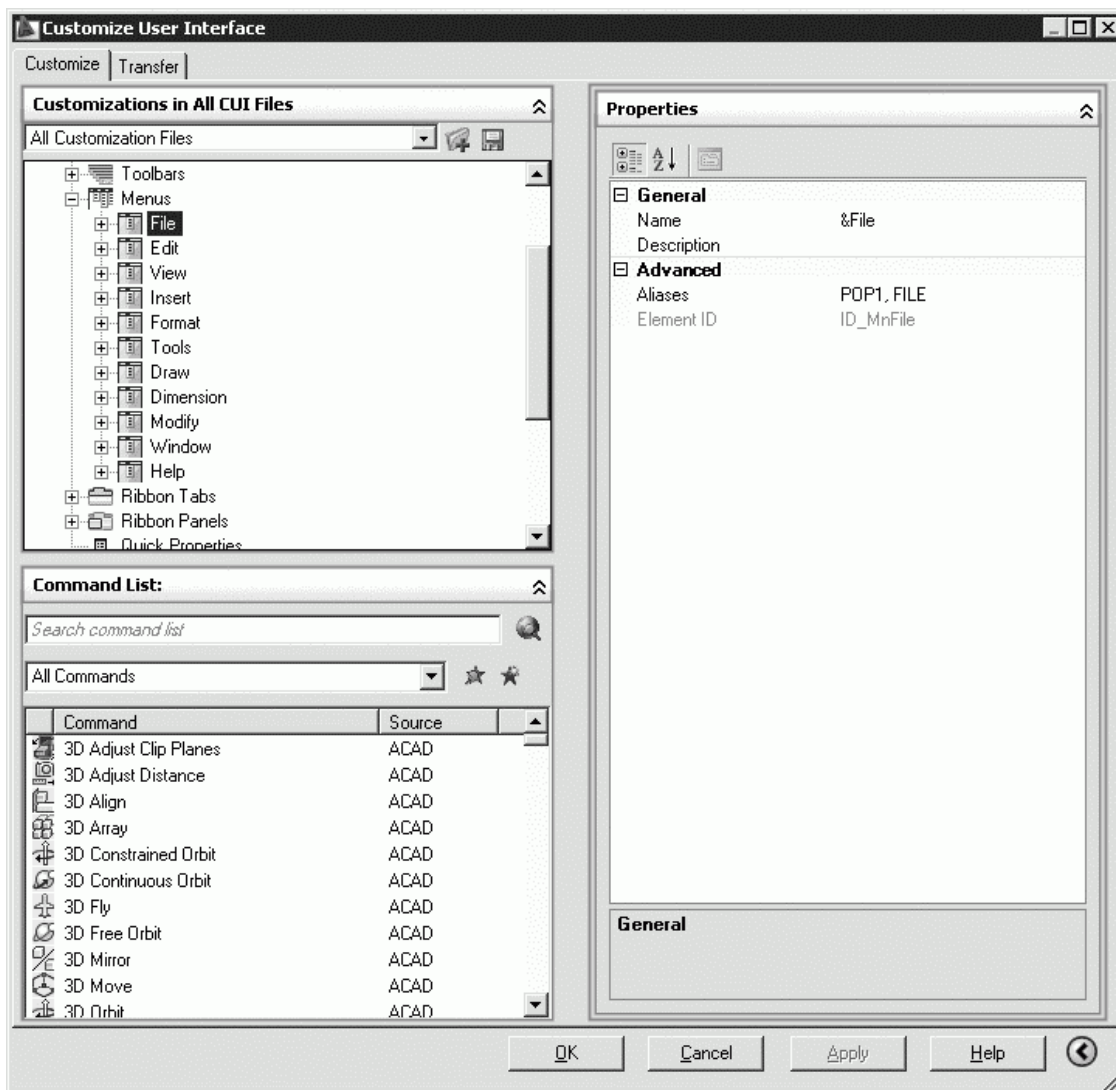 Customize User Interface
Customize
Transfer
Customizations in All CUI Files
All Customization Files
Toolbars
Menus
File
Edit
View
Insert
Format
Tools
Draw
Dimension
Modify
Window
Help
Ribbon Tabs
Ribbon Panels
Quick Properties
Command List:
Search command list
All Commands
Command Source
3D Adjust Clip Planes ACAD
3D Adjust Distance ACAD
3D Align ACAD
3D Array ACAD
3D Constrained Orbit ACAD
3D Continuous Orbit ACAD
3D Fly ACAD
3D Free Orbit ACAD
3D Mirror ACAD
3D Move ACAD
3D Orbit ACAD
Properties
General
Name &File
Description
Advanced
Aliases POP1, FILE
Element ID ID_MnFile
General
OK Cancel Apply Help